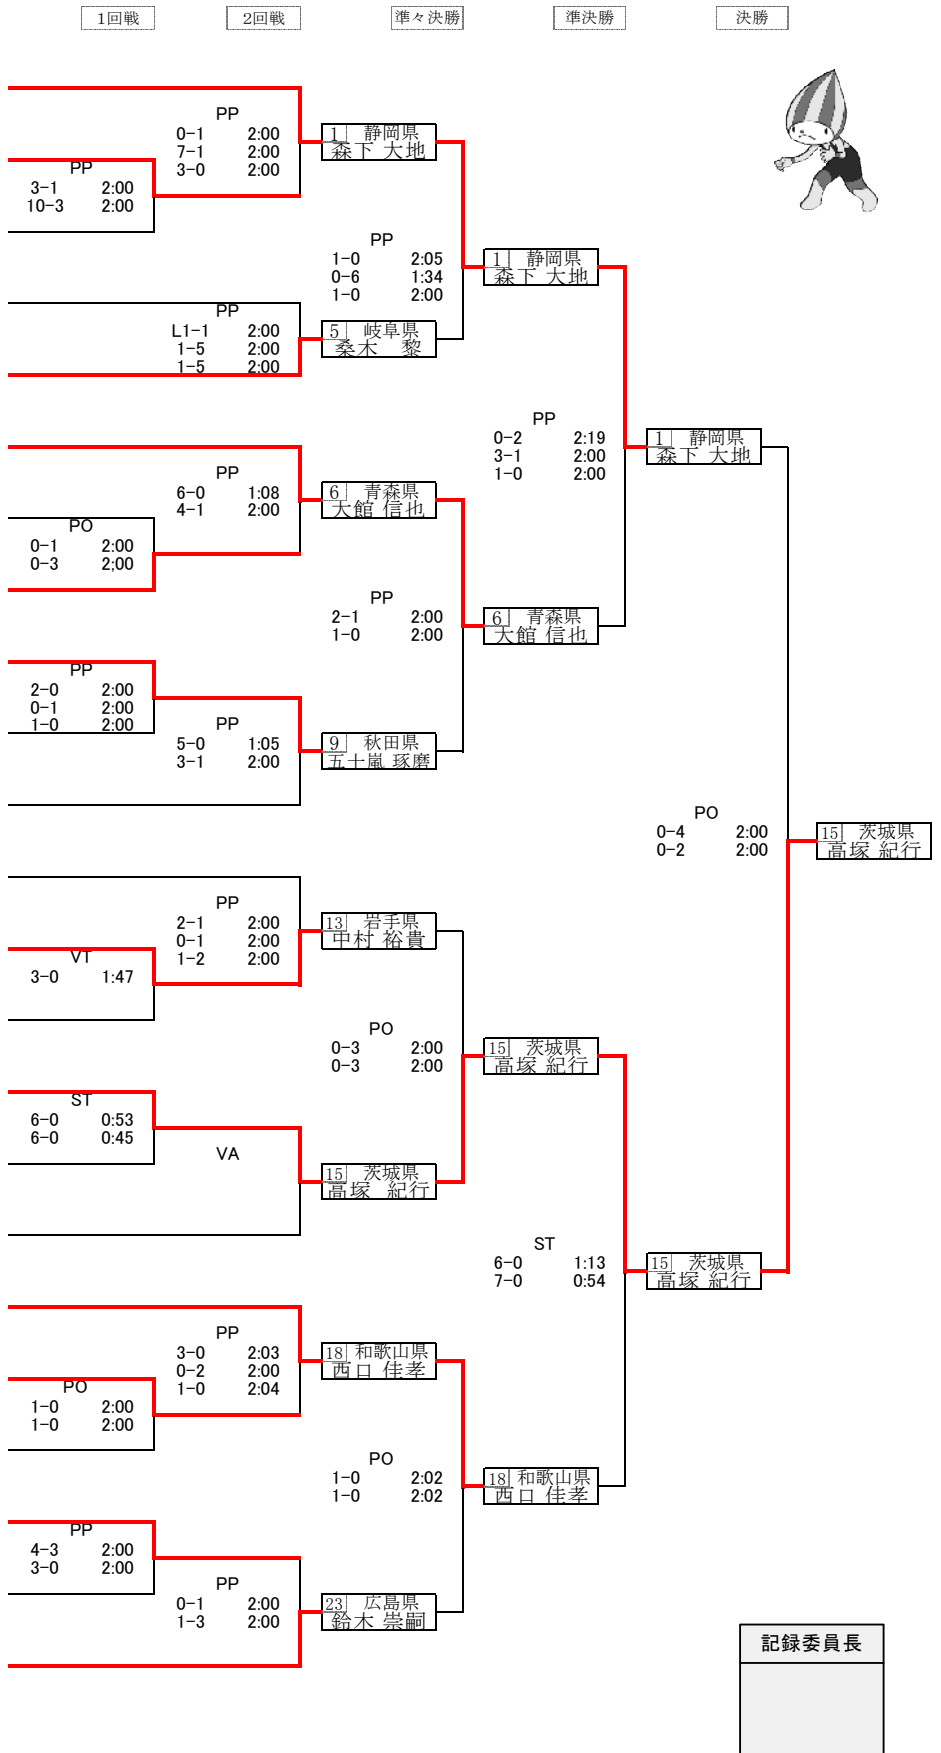 1回戦 2回戦 準々決勝 準決勝 決勝
PP
0-1 2:00
7-1 2:00
3-0 2:00
1 静岡県
森下 大地
PP
3-1 2:00
10-3 2:00
PP
1-0 2:05
0-6 1:34
1-0 2:00
1 静岡県
森下 大地
PP
L1-1 2:00
1-5 2:00
1-5 2:00
5 岐阜県
桑木 黎
PP
0-2 2:19
3-1 2:00
1-0 2:00
1 静岡県
森下 大地
PP
6-0 1:08
4-1 2:00
6 青森県
大館 信也
PO
0-1 2:00
0-3 2;00
PP
2-1 2:00
1-0 2:00
6 青森県
大館 信也
PP
2-0 2:00
0-1 2:00
1-0 2:00
PP
5-0 1:05
3-1 2:00
9 秋田県
五十嵐 琢磨
PO
0-4 2:00
0-2 2:00
15 茨城県
高塚 紀行
PP
2-1 2:00
0-1 2:00
1-2 2:00
13 岩手県
中村 裕貴
VT
3-0 1:47
PO
0-3 2:00
0-3 2:00
15 茨城県
高塚 紀行
ST
6-0 0:53
6-0 0:45
VA
15 茨城県
高塚 紀行
ST
6-0 1:13
7-0 0:54
15 茨城県
高塚 紀行
PP
3-0 2:03
0-2 2:00
1-0 2:04
18 和歌山県
西口 佳孝
PO
1-0 2:00
1-0 2:00
PO
1-0 2:02
1-0 2:02
18 和歌山県
西口 佳孝
PP
4-3 2:00
3-0 2:00
PP
0-1 2:00
1-3 2:00
23 広島県
鈴木 崇嗣
記録委員長